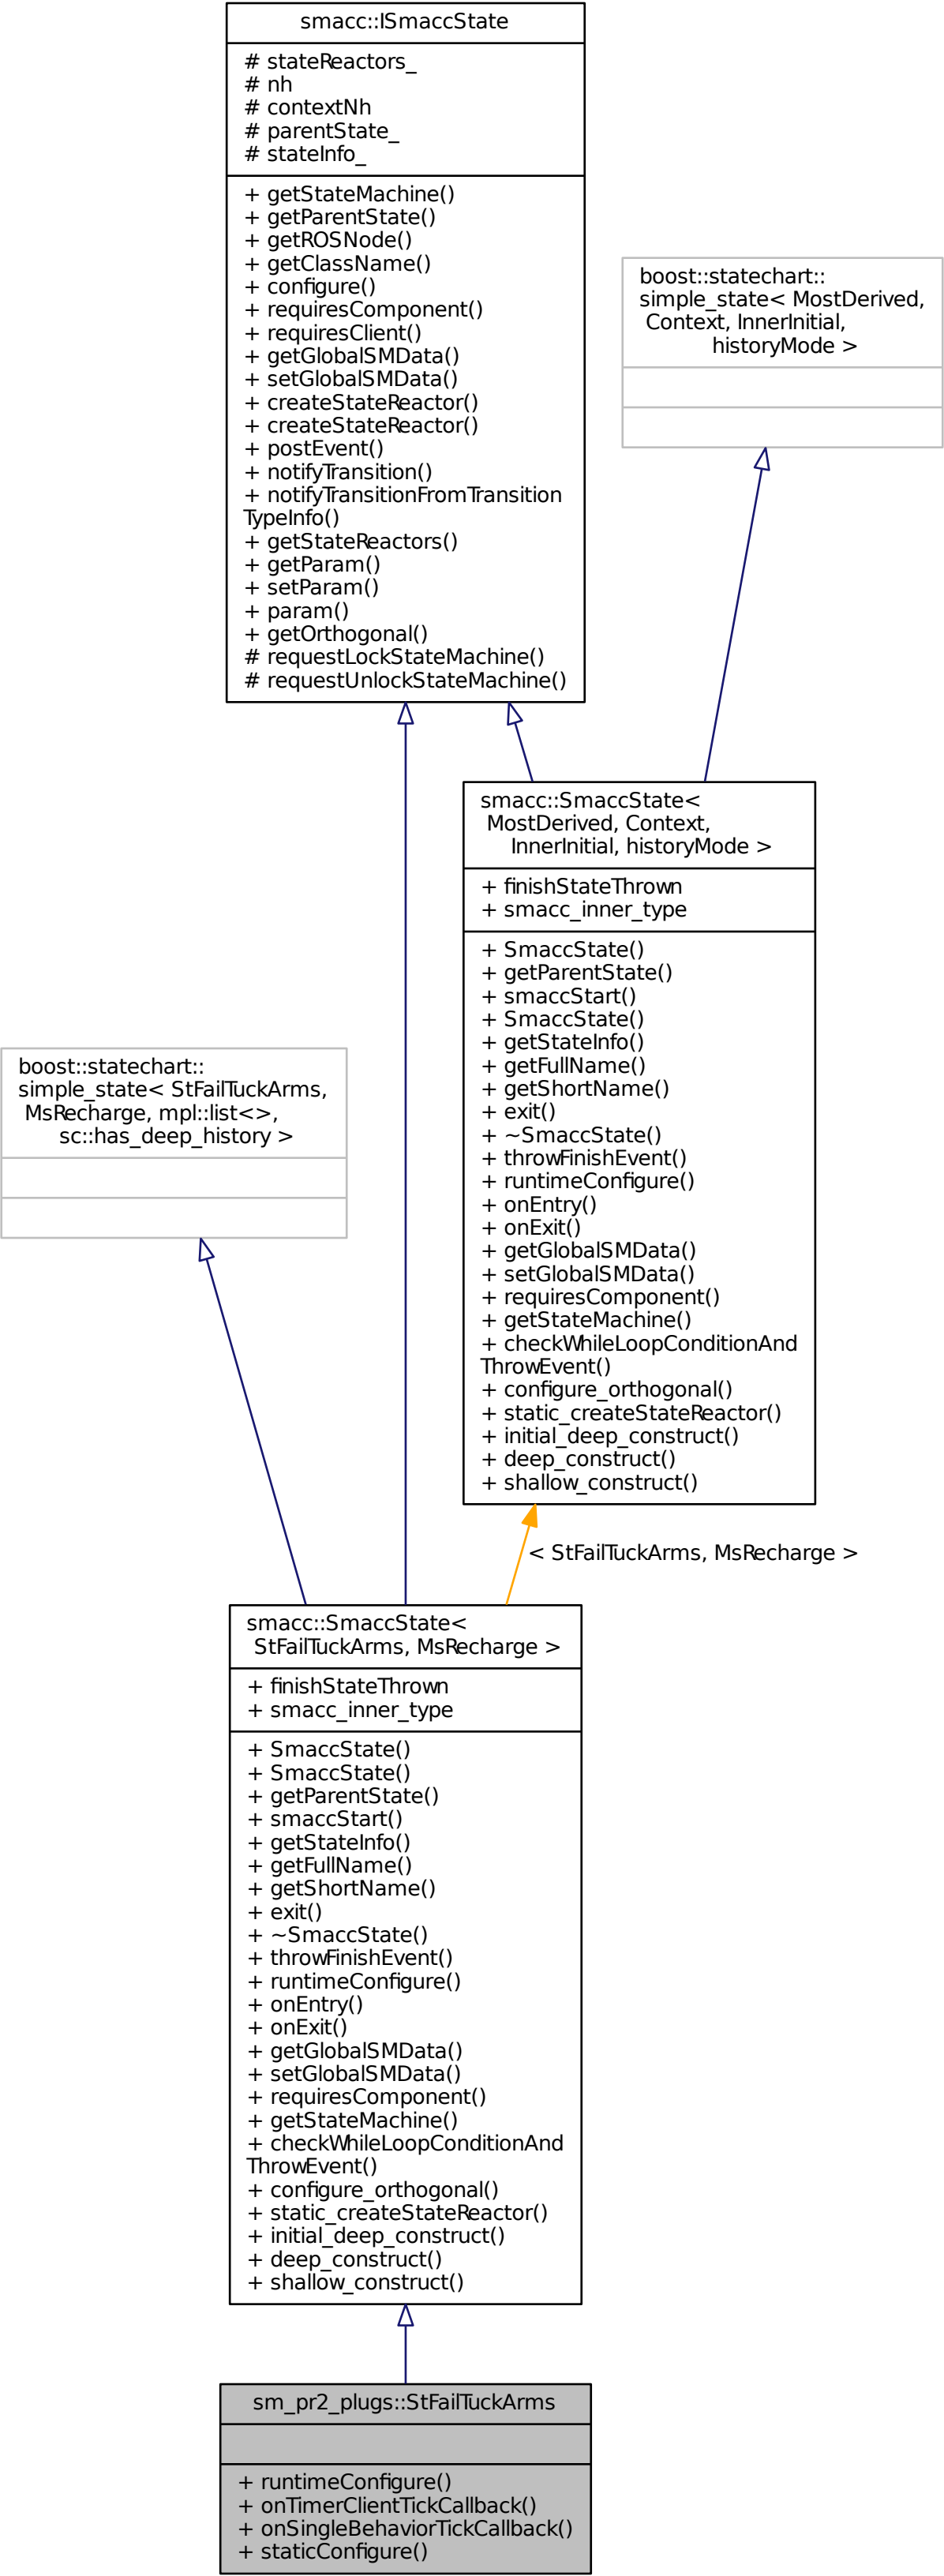 smacc::ISmaccState
# stateReactors_
# nh
# contextNh
# parentState_
# stateInfo_
+ getStateMachine()
+ getParentState()
+ getROSNode()
+ getClassName()
+ configure()
+ requiresComponent()
+ requiresClient()
+ getGlobalSMData()
+ setGlobalSMData()
+ createStateReactor()
+ createStateReactor()
+ postEvent()
+ notifyTransition()
+ notifyTransitionFromTransition
TypeInfo()
+ getStateReactors()
+ getParam()
+ setParam()
+ param()
+ getOrthogonal()
# requestLockStateMachine()
# requestUnlockStateMachine()
boost::statechart::
simple_state< MostDerived,
Context, InnerInitial,
historyMode >
smacc::SmaccState<
MostDerived, Context,
InnerInitial, historyMode >
+ finishStateThrown
+ smacc_inner_type
+ SmaccState()
+ getParentState()
+ smaccStart()
+ SmaccState()
+ getStateInfo()
+ getFullName()
+ getShortName()
+ exit()
+ ~SmaccState()
+ throwFinishEvent()
+ runtimeConfigure()
+ onEntry()
+ onExit()
+ getGlobalSMData()
+ setGlobalSMData()
+ requiresComponent()
+ getStateMachine()
+ checkWhileLoopConditionAnd
ThrowEvent()
+ configure_orthogonal()
+ static_createStateReactor()
+ initial_deep_construct()
+ deep_construct()
+ shallow_construct()
boost::statechart::
simple_state< StFailTuckArms,
MsRecharge, mpl::list<>,
sc::has_deep_history >
< StFailTuckArms, MsRecharge >
smacc::SmaccState<
StFailTuckArms, MsRecharge >
+ finishStateThrown
+ smacc_inner_type
+ SmaccState()
+ SmaccState()
+ getParentState()
+ smaccStart()
+ getStateInfo()
+ getFullName()
+ getShortName()
+ exit()
+ ~SmaccState()
+ throwFinishEvent()
+ runtimeConfigure()
+ onEntry()
+ onExit()
+ getGlobalSMData()
+ setGlobalSMData()
+ requiresComponent()
+ getStateMachine()
+ checkWhileLoopConditionAnd
ThrowEvent()
+ configure_orthogonal()
+ static_createStateReactor()
+ initial_deep_construct()
+ deep_construct()
+ shallow_construct()
sm_pr2_plugs::StFailTuckArms
+ runtimeConfigure()
+ onTimerClientTickCallback()
+ onSingleBehaviorTickCallback()
+ staticConfigure()